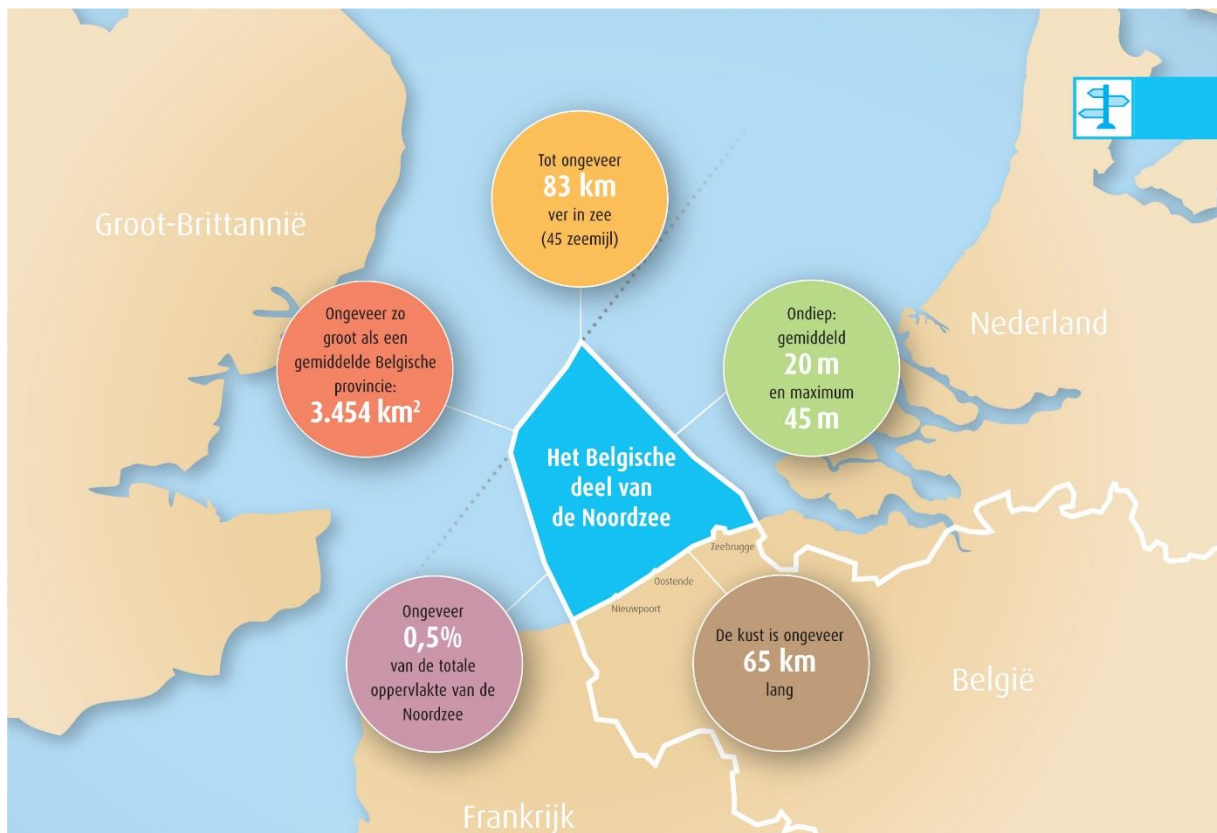 Tot ongeveer
83 km
ver in zee
(45 zeemijl)
Groot-Brittannië
Ongeveer zo
groot als een
gemiddelde Belgische
provincie:
3.454 km²
Ondiep:
gemiddeld
20 m
en maximum
45 m
Nederland
Het Belgische
deel van
de Noordzee
Zeebrugge
Oostende
Nieuwpoort
Ongeveer
0,5%
van de totale
oppervlakte van de
Noordzee
De kust is ongeveer
65 km
lang
België
Frankrijk